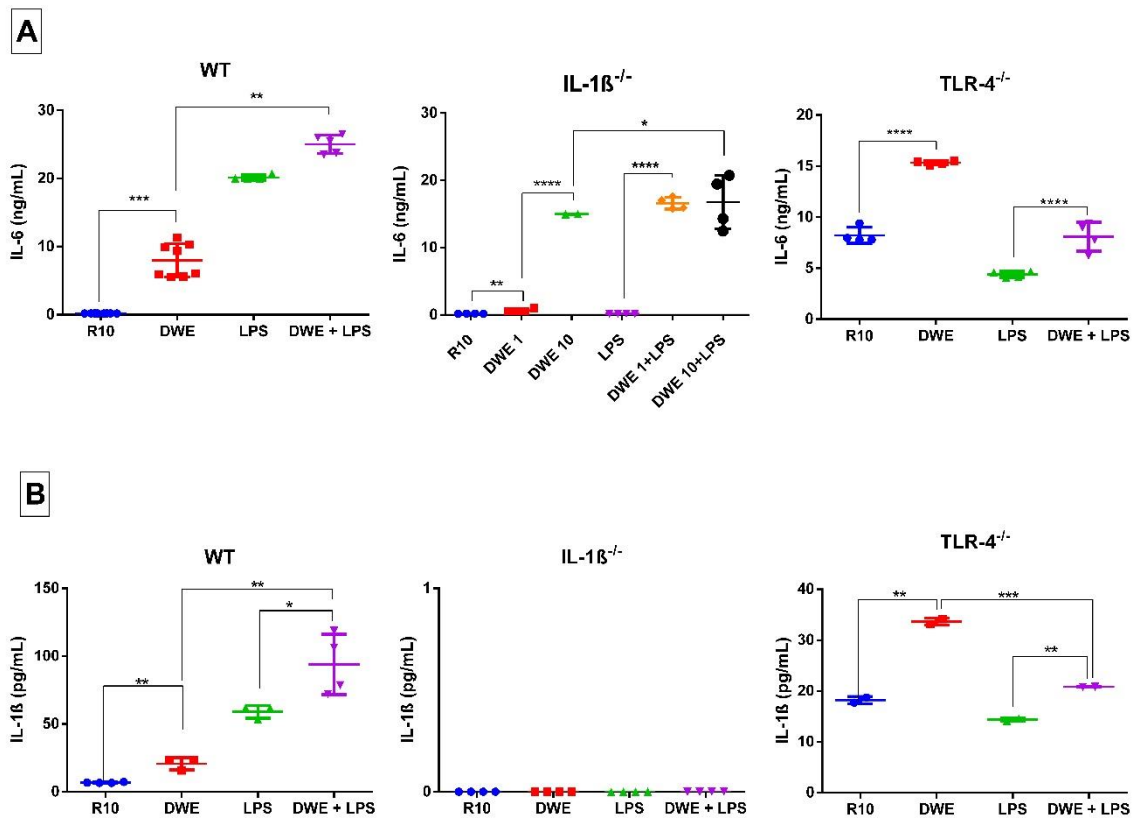 A
WT
IL-1ß-/-
TLR-4-/-
IL-6 (ng/mL)
30
20
10
0
***
**
R10
DWE
LPS
DWE + LPS
IL-6 (ng/mL)
30
20
10
0
**
****
****
*
R10
DWE 1
DWE 10
LPS
DWE 1+LPS
DWE 10+LPS
IL-6 (ng/mL)
20
15
10
5
0
****
****
R10
DWE
LPS
DWE + LPS
B
WT
IL-1ß-/-
TLR-4-/-
IL-1ß (pg/mL)
150
100
50
0
**
**
*
R10
DWE
LPS
DWE + LPS
IL-1ß (pg/mL)
1
0
R10
DWE
LPS
DWE + LPS
IL-1ß (pg/mL)
40
30
20
10
0
**
***
**
R10
DWE
LPS
DWE + LPS